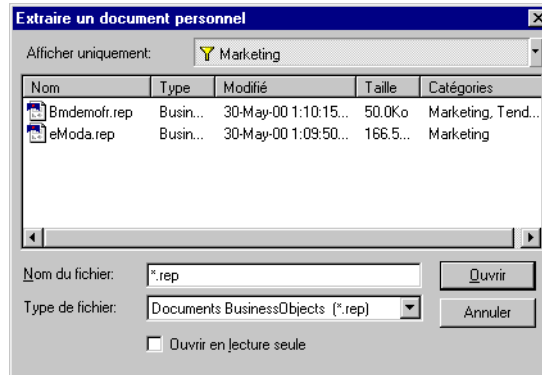 Extraire un document personnel
Afficher uniquement: Marketing
Nom Type Modifié Taille Catégories
Bmdemofr.rep Busin... 30-May-00 1:10:15... 50.0Ko Marketing, Tend...
eModa.rep Busin... 30-May-00 1:09:50... 166.5... Marketing
Nom du fichier: *.rep Ouvrir
Type de fichier: Documents BusinessObjects (*.rep) Annuler
Ouvrir en lecture seule